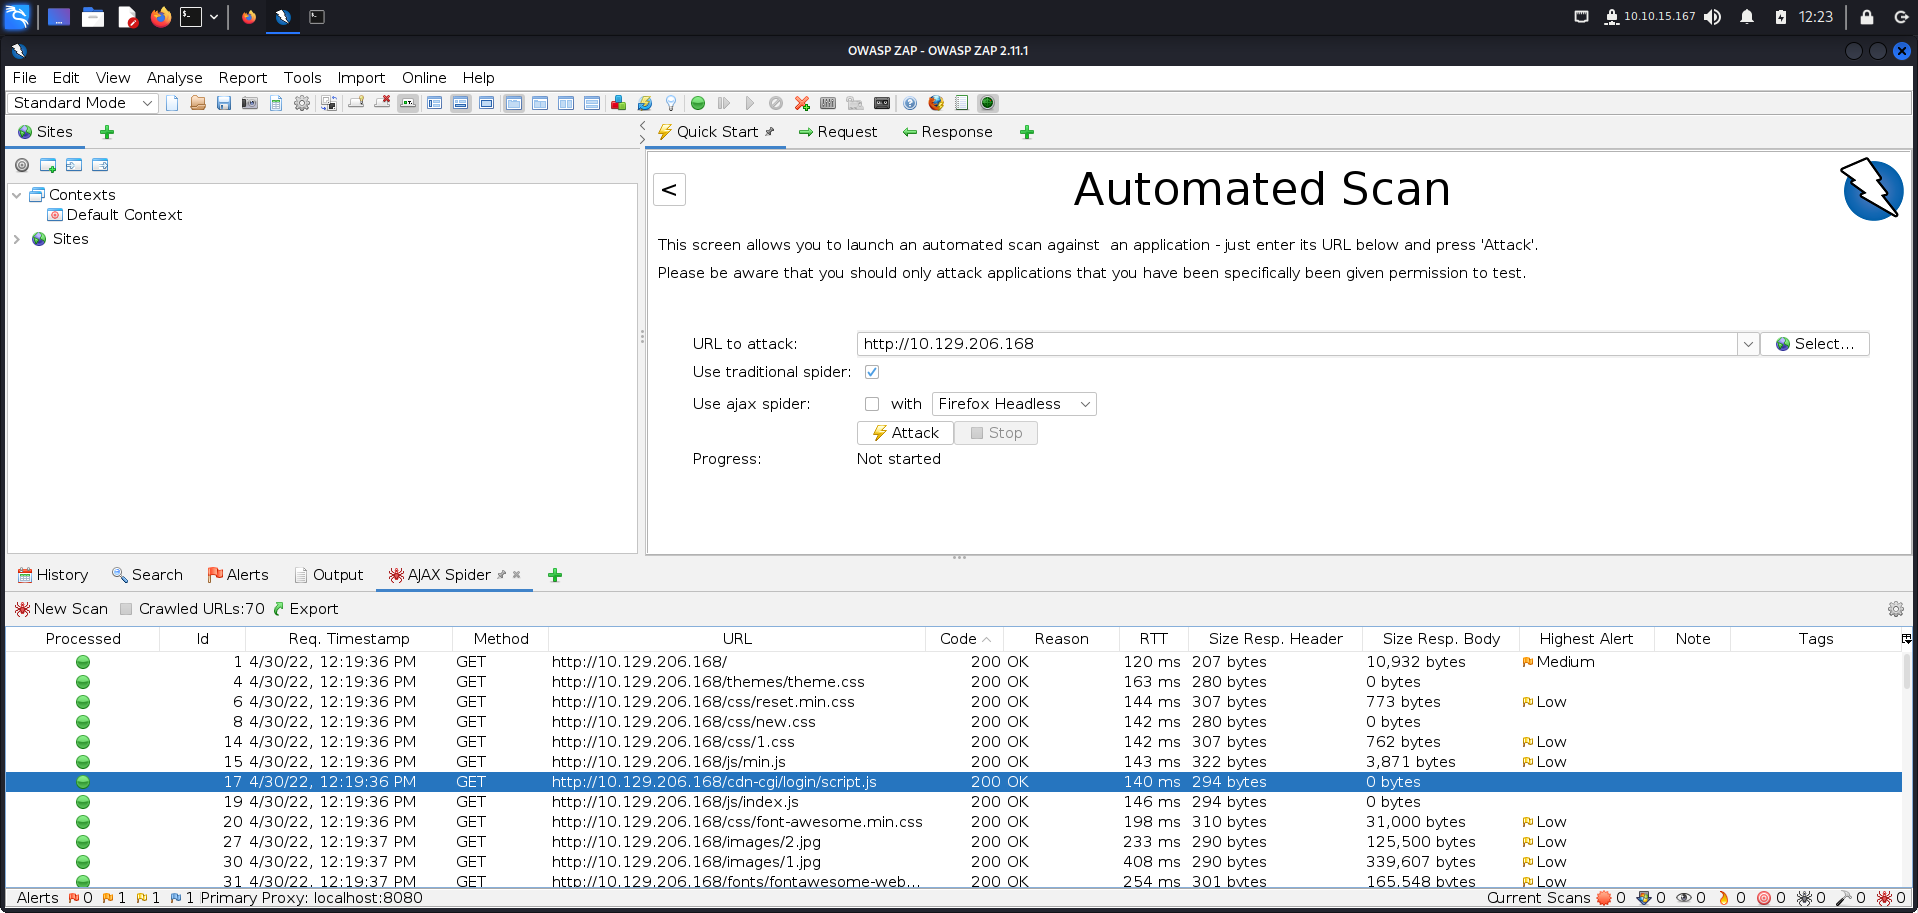 10.10.15.167 12:23
OWASP ZAP - OWASP ZAP 2.11.1
File Edit View Analyse Report Tools Import Online Help
Standard Mode
Sites
Quick Start Request Response
Contexts
Default Context
Sites
<
Automated Scan
This screen allows you to launch an automated scan against an application - just enter its URL below and press 'Attack'.
Please be aware that you should only attack applications that you have been specifically been given permission to test.
URL to attack: http://10.129.206.168 Select...
Use traditional spider:
Use ajax spider: with Firefox Headless
Attack Stop
Progress: Not started
History Search Alerts Output AJAX Spider
New Scan Crawled URLs:70 Export
Processed Id Req. Timestamp Method URL Code Reason RTT Size Resp. Header Size Resp. Body Highest Alert Note Tags
1 4/30/22, 12:19:36 PM GET http://10.129.206.168/ 200 OK 120 ms 207 bytes 10,932 bytes Medium
4 4/30/22, 12:19:36 PM GET http://10.129.206.168/themes/theme.css 200 OK 163 ms 280 bytes 0 bytes
6 4/30/22, 12:19:36 PM GET http://10.129.206.168/css/reset.min.css 200 OK 144 ms 307 bytes 773 bytes Low
8 4/30/22, 12:19:36 PM GET http://10.129.206.168/css/new.css 200 OK 142 ms 280 bytes 0 bytes
14 4/30/22, 12:19:36 PM GET http://10.129.206.168/css/1.css 200 OK 142 ms 307 bytes 762 bytes Low
15 4/30/22, 12:19:36 PM GET http://10.129.206.168/js/min.js 200 OK 143 ms 322 bytes 3,871 bytes Low
17 4/30/22, 12:19:36 PM GET http://10.129.206.168/cdn-cgi/login/script.js 200 OK 140 ms 294 bytes 0 bytes
19 4/30/22, 12:19:36 PM GET http://10.129.206.168/js/index.js 200 OK 146 ms 294 bytes 0 bytes
20 4/30/22, 12:19:36 PM GET http://10.129.206.168/css/font-awesome.min.css 200 OK 198 ms 310 bytes 31,000 bytes Low
27 4/30/22, 12:19:37 PM GET http://10.129.206.168/images/2.jpg 200 OK 233 ms 290 bytes 125,500 bytes Low
30 4/30/22, 12:19:37 PM GET http://10.129.206.168/images/1.jpg 200 OK 408 ms 290 bytes 339,607 bytes Low
31 4/30/22, 12:19:37 PM GET http://10.129.206.168/fonts/fontawesome-web... 200 OK 254 ms 301 bytes 165,548 bytes Low
Alerts 0 1 1 1 Primary Proxy: localhost:8080 Current Scans 0 0 0 0 0 0 0 0